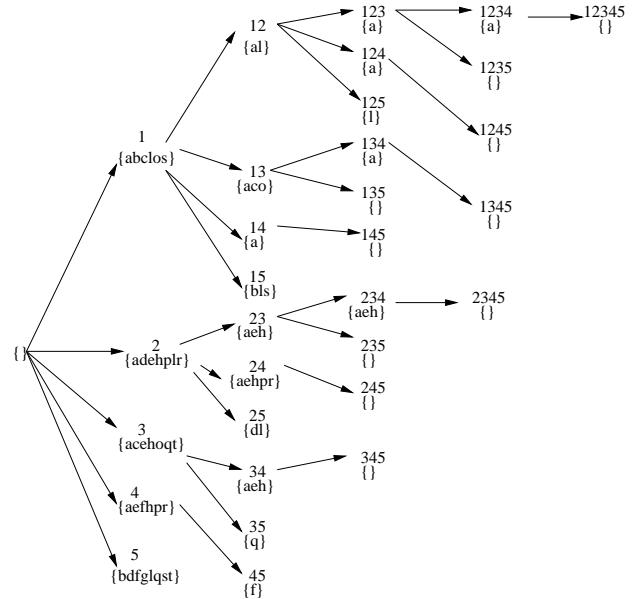 12 123 1234 12345
{al} {a} {a} {}
124 1235
{a} {}
125
{l}
1 134 1245
{abclos} {a} {}
13
{aco} 135 1345
{} {}
14 145
{a} {}
15
{bls}
23 234 2345
{aeh} {aeh} {}
{} 2 235
{adehplr} {}
24 245
{aehpr} {}
25
{dl}
3
{acehoqt} 34 345
{aeh} {}
4
{aefhpr} 35
{q}
5
{bdfglqst} 45
{f}